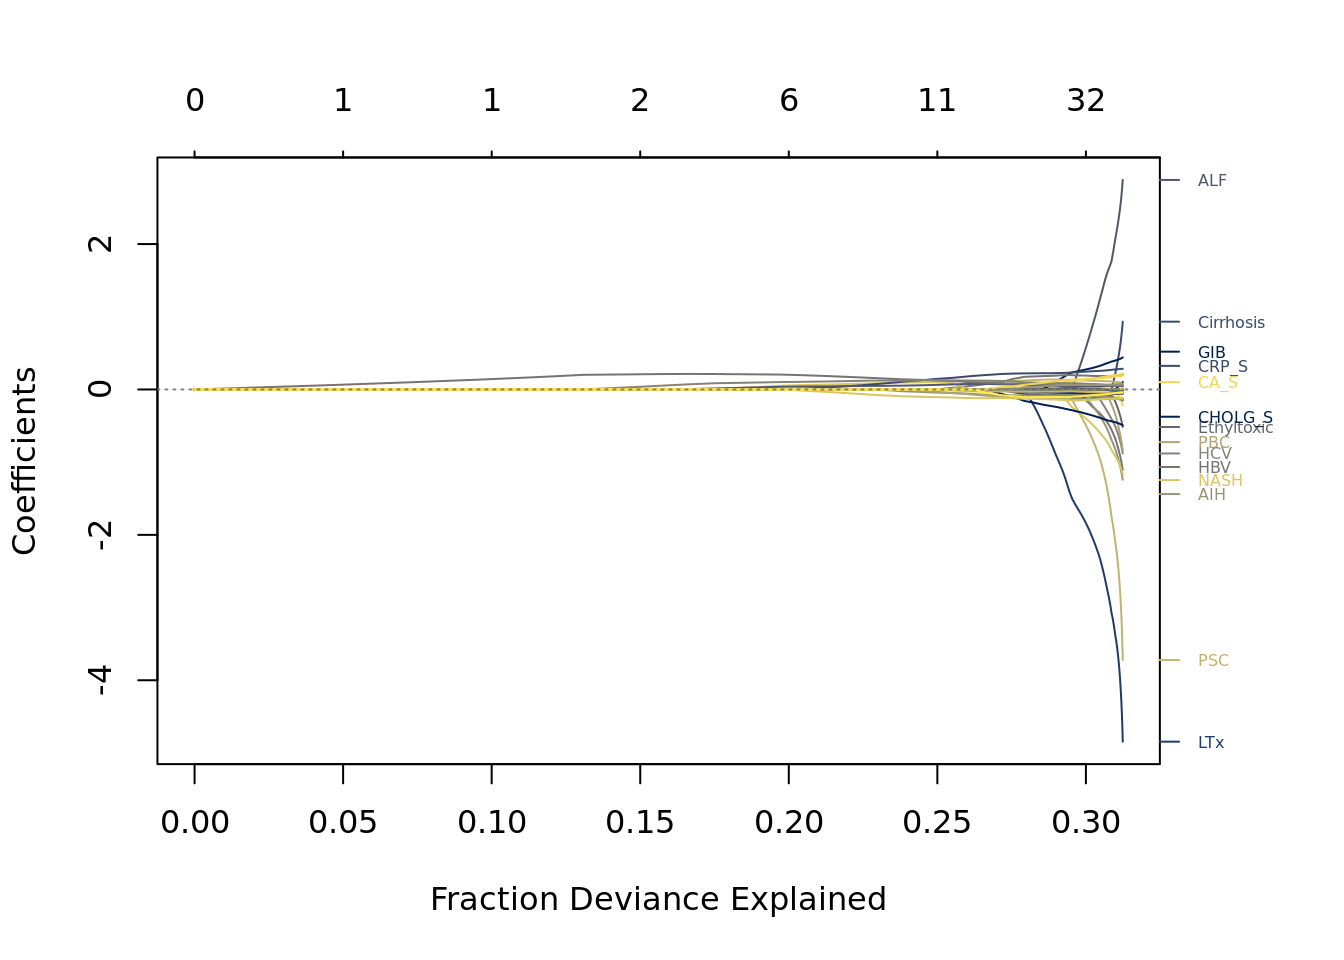 0 1 1 2 6 11 32
Coefficients
2
0
-2
-4
ALF
Cirrhosis
GIB
CRP_S
CA_S
CHOLG_S
Ethyltoxic
PBC
HCV
HBV
NASH
AIH
PSC
LTx
0.00 0.05 0.10 0.15 0.20 0.25 0.30
Fraction Deviance Explained